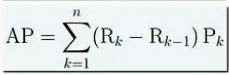 AP = \sum_{k=1}^{n} (R_k − R_{k−1}) P_k